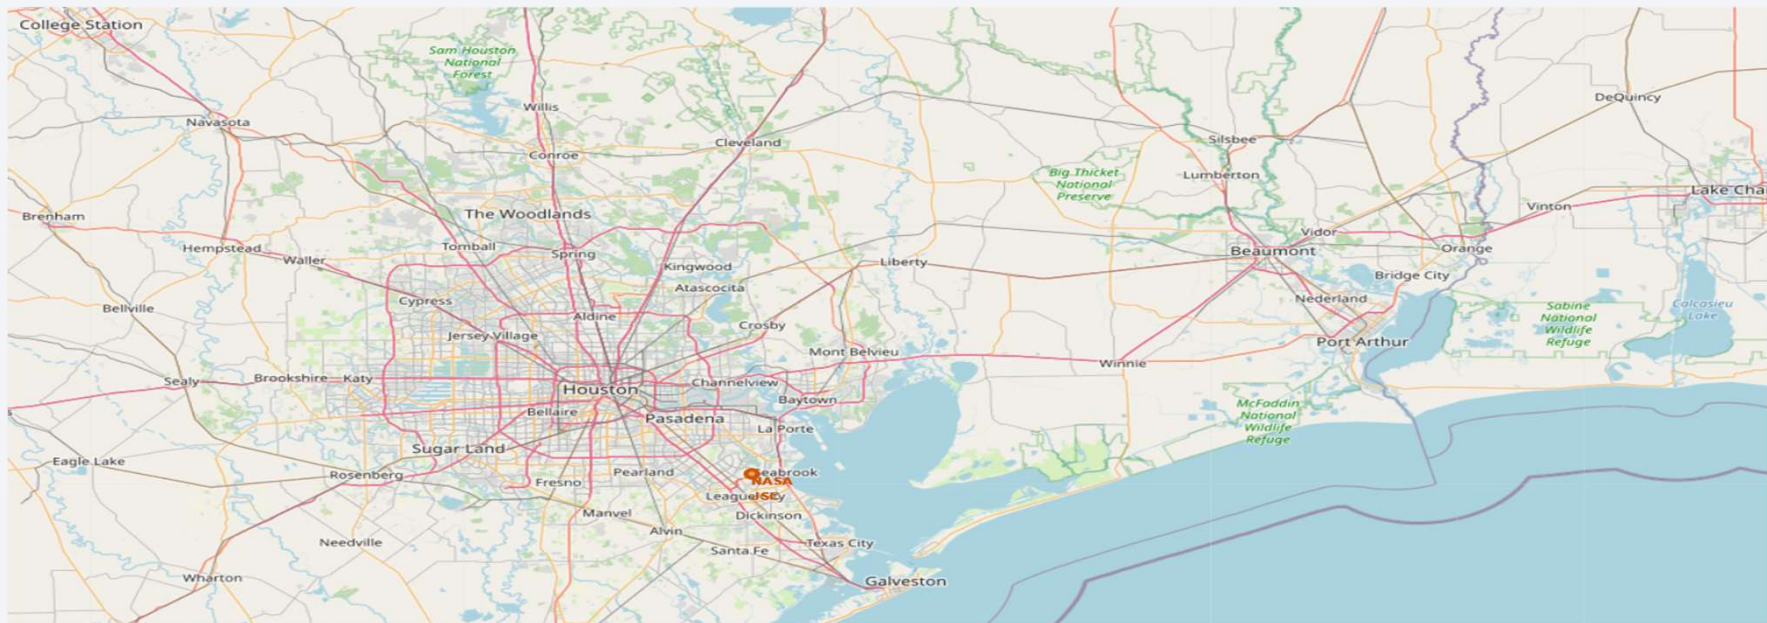 College Station
Sam Houston
National
Forest
Willis
Navasota
Conroe
Cleveland
DeQuincy
Silsbee
Big Thicket
National
Preserve
Lumberton
Lake Cha
Brenham
The Woodlands
Vinton
Hempstead
Waller
Tomball
Spring
Kingwood
Liberty
Vidor
Beaumont
Orange
Bridge City
Atascocita
Cypress
Bellville
Aldine
Crosby
Nederland
Sabine
National
Wildlife
Refuge
Calcasieu
Lake
Jersey Village
Mont Belvieu
Port Arthur
Winnie
Sealy
Brookshire
Katy
Houston
Channelview
Baytown
Bellaire
Pasadena
La Porte
McFaddin
National
Wildlife
Refuge
Sugar Land
Eagle Lake
Rosenberg
Fresno
Pearland
Seabrook
NASA
JSC
League City
Manvel
Dickinson
Alvin
Needville
Santa Fe
Texas City
Wharton
Galveston